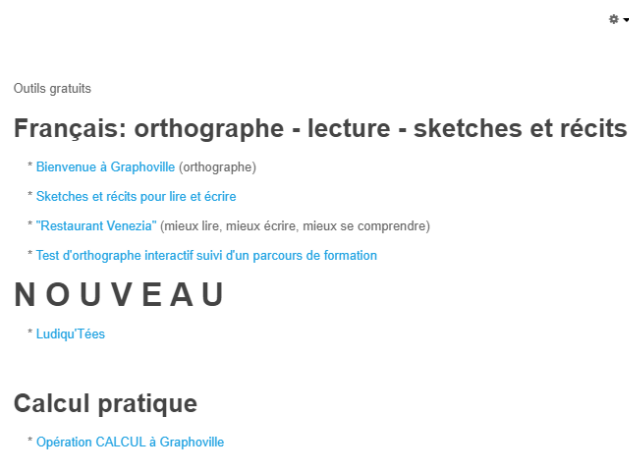 Outils gratuits
Français: orthographe - lecture - sketches et récits
* Bienvenue à Graphoville (orthographe)
* Sketches et récits pour lire et écrire
* "Restaurant Venezia" (mieux lire, mieux écrire, mieux se comprendre)
* Test d'orthographe interactif suivi d'un parcours de formation
N O U V E A U
* Ludiqu'Tées
Calcul pratique
* Opération CALCUL à Graphoville